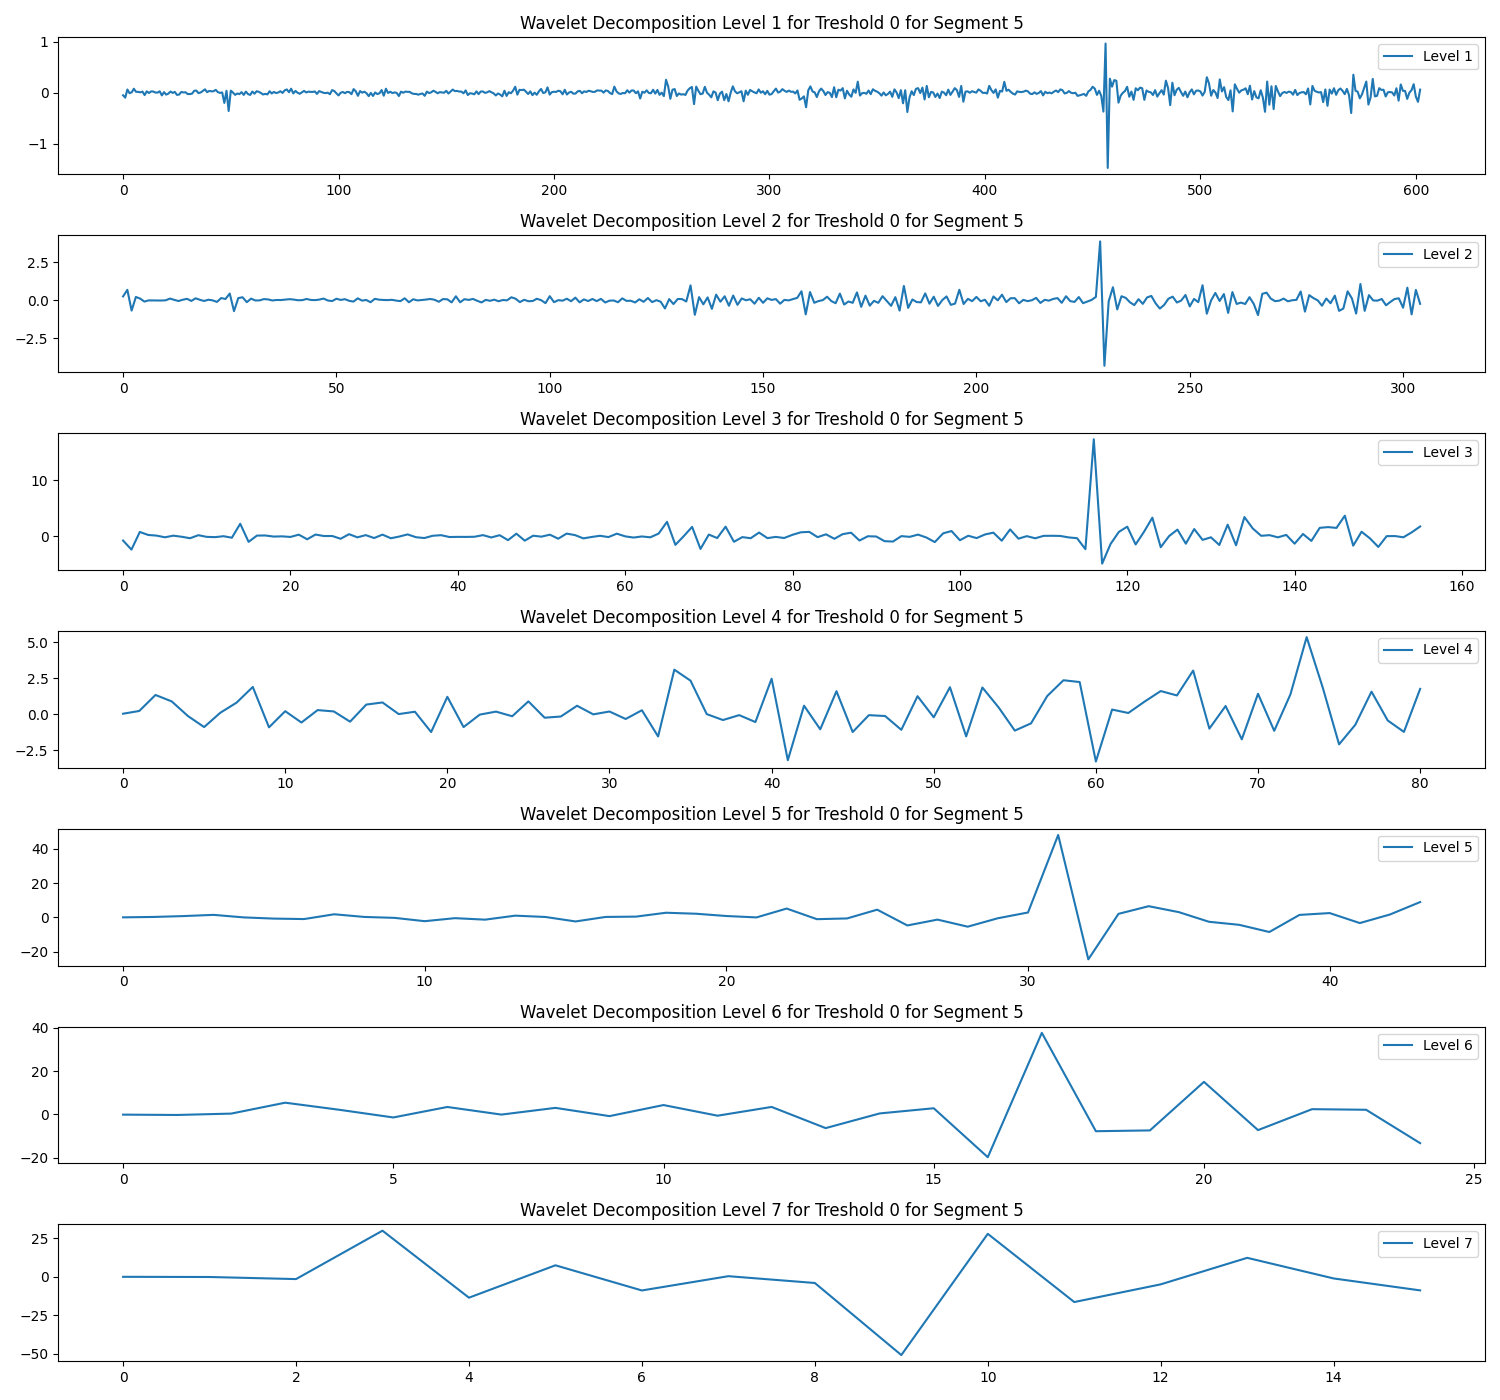 Wavelet Decomposition Level 1 for Treshold 0 for Segment 5
1
0
−1
Level 1
0 100 200 300 400 500 600
Wavelet Decomposition Level 2 for Treshold 0 for Segment 5
2.5
0.0
−2.5
Level 2
0 50 100 150 200 250 300
Wavelet Decomposition Level 3 for Treshold 0 for Segment 5
10
0
Level 3
0 20 40 60 80 100 120 140 160
Wavelet Decomposition Level 4 for Treshold 0 for Segment 5
5.0
2.5
0.0
−2.5
Level 4
0 10 20 30 40 50 60 70 80
Wavelet Decomposition Level 5 for Treshold 0 for Segment 5
40
20
0
−20
Level 5
0 10 20 30 40
Wavelet Decomposition Level 6 for Treshold 0 for Segment 5
40
20
0
−20
Level 6
0 5 10 15 20 25
Wavelet Decomposition Level 7 for Treshold 0 for Segment 5
25
0
−25
−50
Level 7
0 2 4 6 8 10 12 14